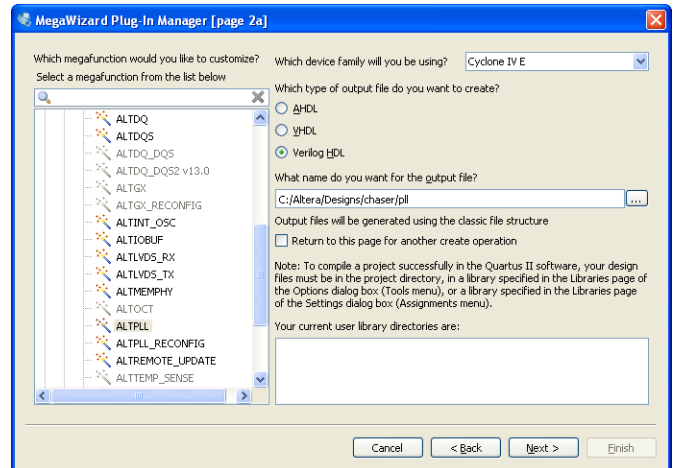 MegaWizard Plug-In Manager [page 2a]
Which megafunction would you like to customize?
Select a megafunction from the list below
ALTDQ
ALTDQS
ALTDQ_DQS
ALTDQ_DQS2 v13.0
ALTGX
ALTGX_RECONFIG
ALTINT_OSC
ALTIOBUF
ALTLVDS_RX
ALTLVDS_TX
ALTMEMPHY
ALTOCT
ALTPLL
ALTPLL_RECONFIG
ALTREMOTE_UPDATE
ALTTEMP_SENSE
Which device family will you be using?
Cyclone IV E
Which type of output file do you want to create?
AHDL
VHDL
Verilog HDL
What name do you want for the output file?
C:/Altera/Designs/chaser/pll
...
Output files will be generated using the classic file structure
Return to this page for another create operation
Note: To compile a project successfully in the Quartus II software, your design
files must be in the project directory, in a library specified in the Libraries page of
the Options dialog box (Tools menu), or a library specified in the Libraries page
of the Settings dialog box (Assignments menu).
Your current user library directories are:
Cancel
< Back
Next >
Finish